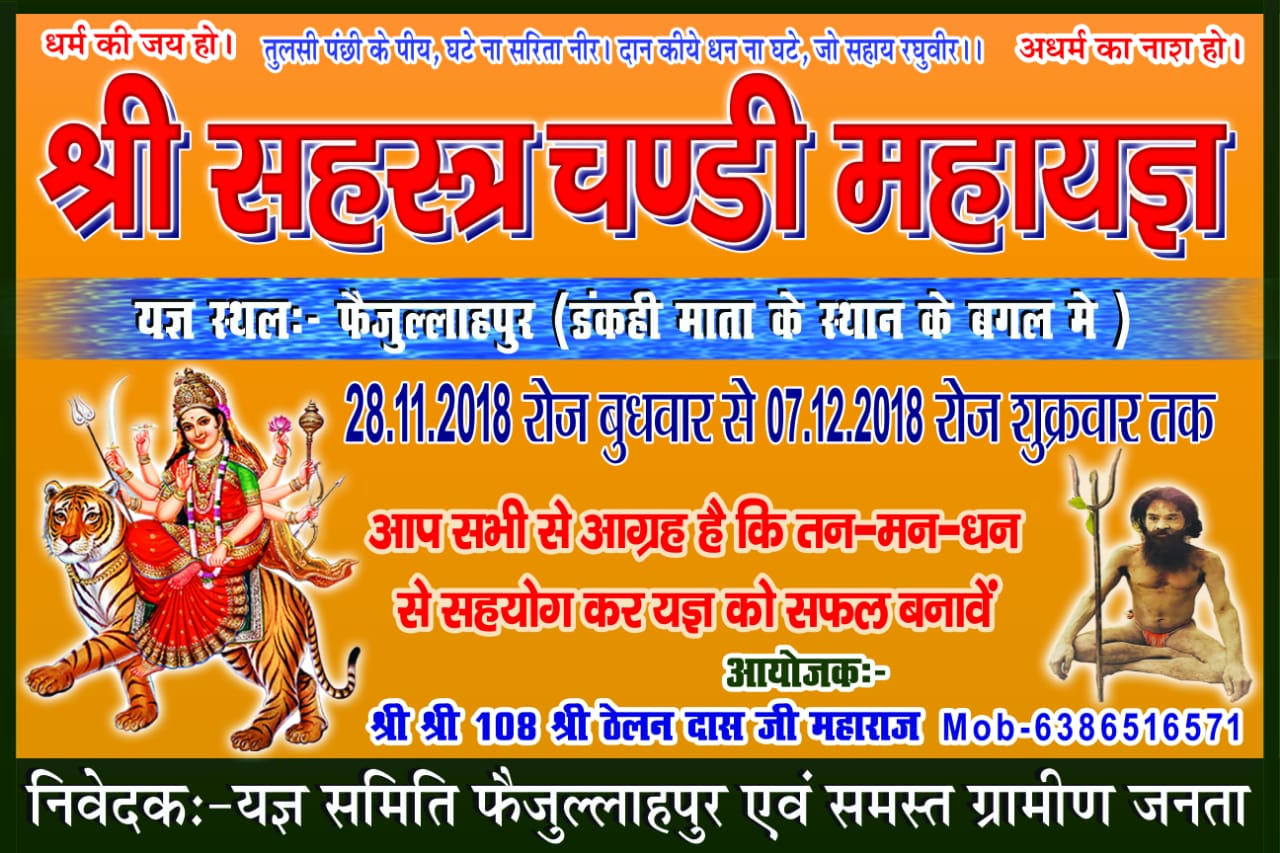 धर्म की जय हो।
तुलसी पंछी के पीय, घटे ना सरिता नीर। दान कीये धन ना घटे, जो सहाय रघुवीर।।
अधर्म का नाश हो।
श्री सहस्त्र चण्डी महायज्ञ
यज्ञ स्थलः- फैजुल्लाहपुर (डंकही माता के स्थान के बगल मे )
28.11.2018 रोज बुधवार से 07.12.2018 रोज शुक्रवार तक
आप सभी से आग्रह है कि तन-मन-धन
से सहयोग कर यज्ञ को सफल बनावें
आयोजकः-
श्री श्री 108 श्री ठेलन दास जी महाराज Mob-6386516571
निवेदकः-यज्ञ समिति फैजुल्लाहपुर एवं समस्त ग्रामीण जनता